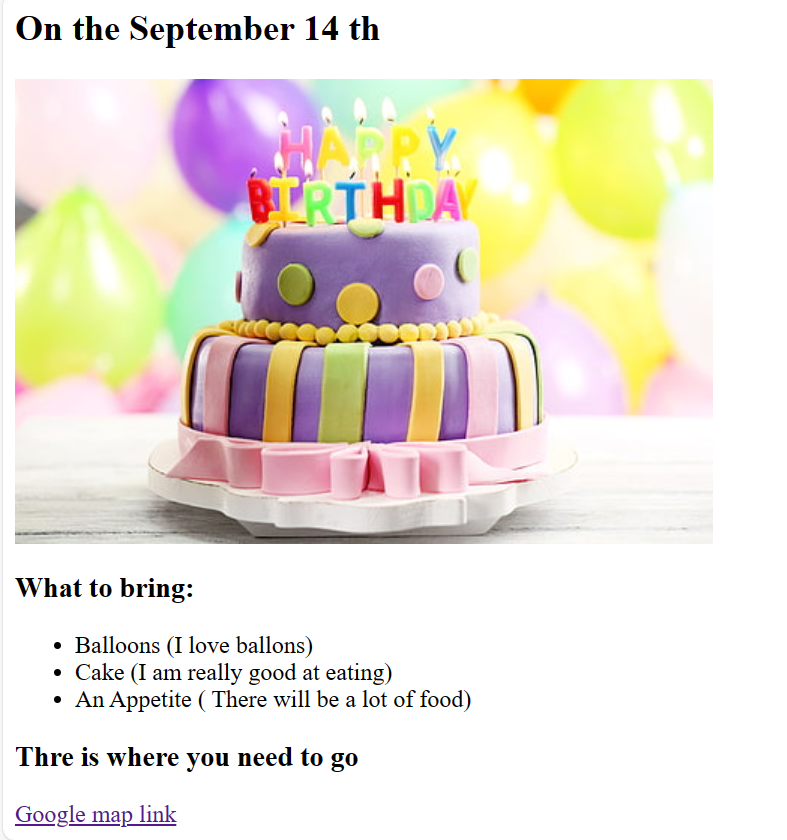 On the September 14 th
HAPPY
BIRTHDAY
What to bring:
Balloons (I love ballons)
Cake (I am really good at eating)
An Appetite ( There will be a lot of food)
Thre is where you need to go
Google map link